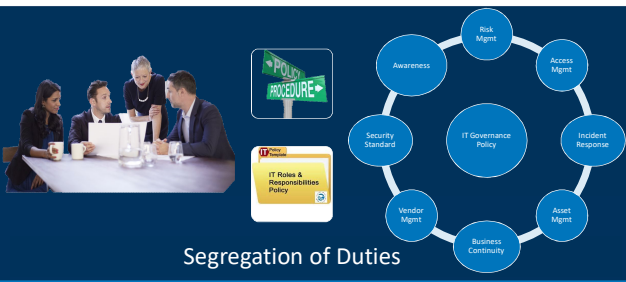 POLICY
PROCEDURE
IT Policy
Template
IT Roles &
Responsibilities
Policy
Risk
Mgmt
Access
Mgmt
Incident
Response
Asset
Mgmt
Business
Continuity
Vendor
Mgmt
Security
Standard
Awareness
IT Governance
Policy
Segregation of Duties